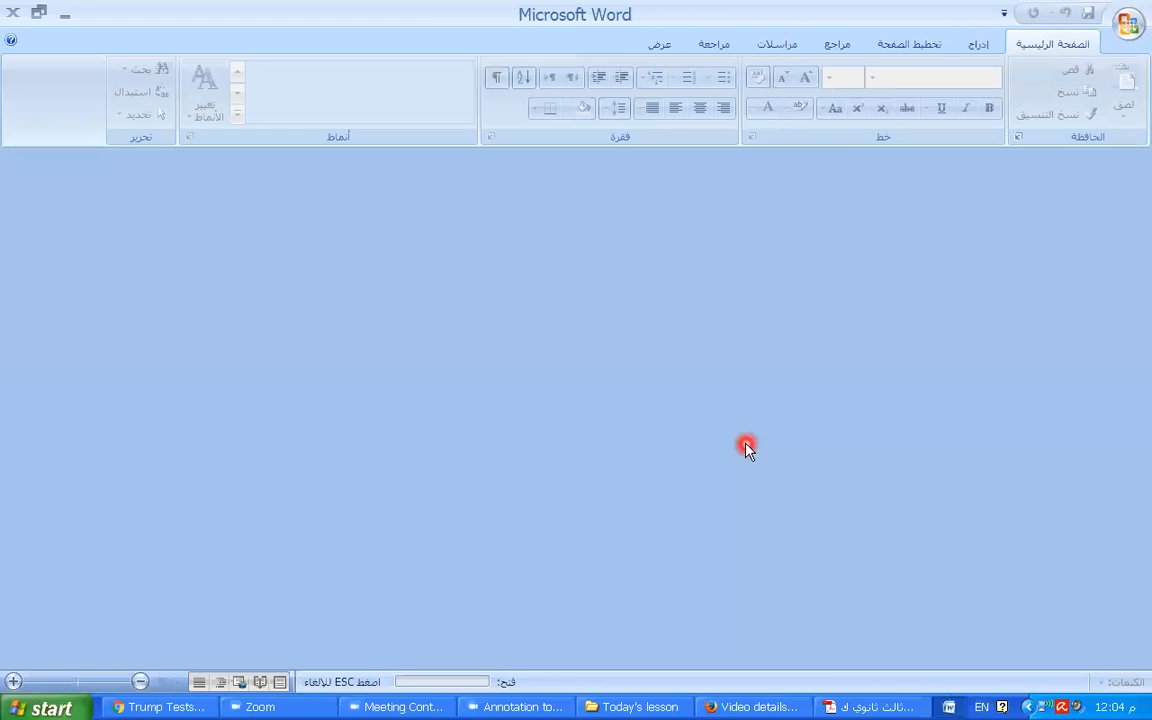 Microsoft Word
الصفحة الرئيسية
إدراج
تخطيط الصفحة
مراجع
مراسلات
مراجعة
عرض
قص
نسخ
نسخ التنسيق
لصق
الحافظة
خط
فقرة
تغيير
الأنماط
أنماط
بحث
استبدال
تحديد
تحرير
الكلمات:
فتح:
اضغط ESC للإلغاء
start
Trump Tests...
Zoom
Meeting Cont...
Annotation to...
Today's lesson
Video details...
ثالث ثانوي ك...
EN
12:04 م